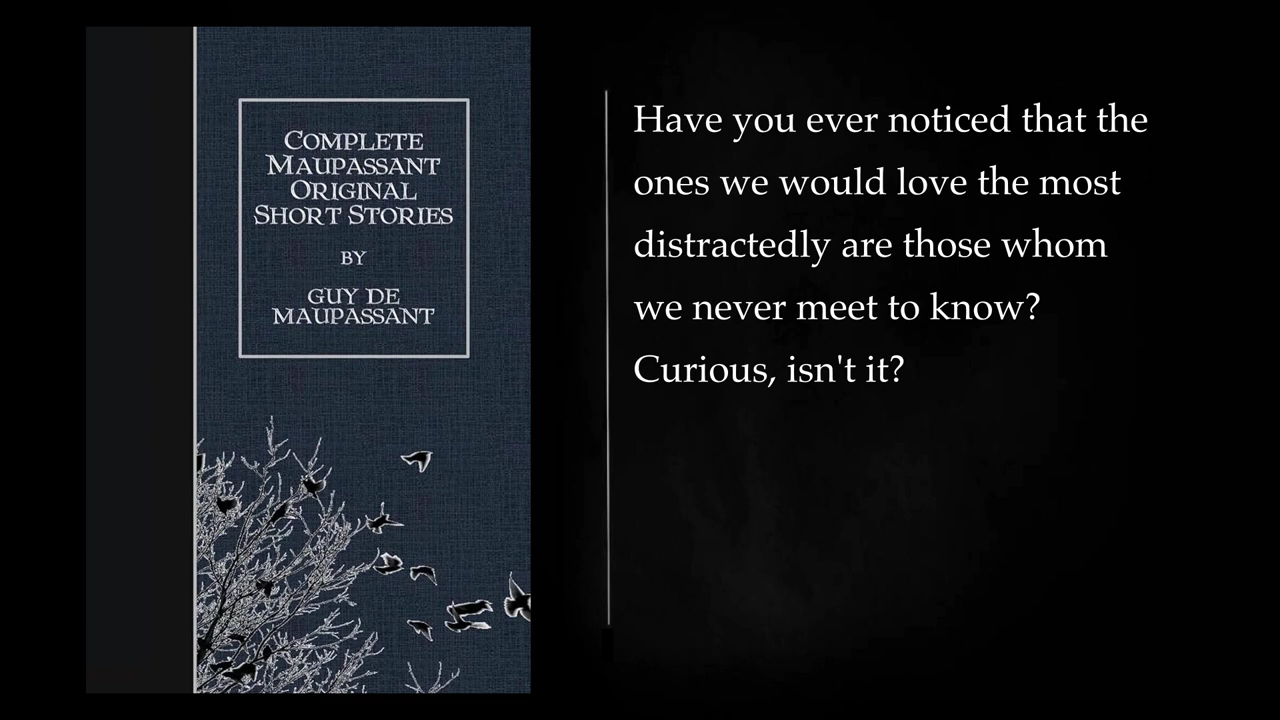 COMPLETE
MAUPASSANT
ORIGINAL
SHORT STORIES
BY
GUY DE
MAUPASSANT
Have you ever noticed that the
ones we would love the most
distractedly are those whom
we never meet to know?
Curious, isn't it?